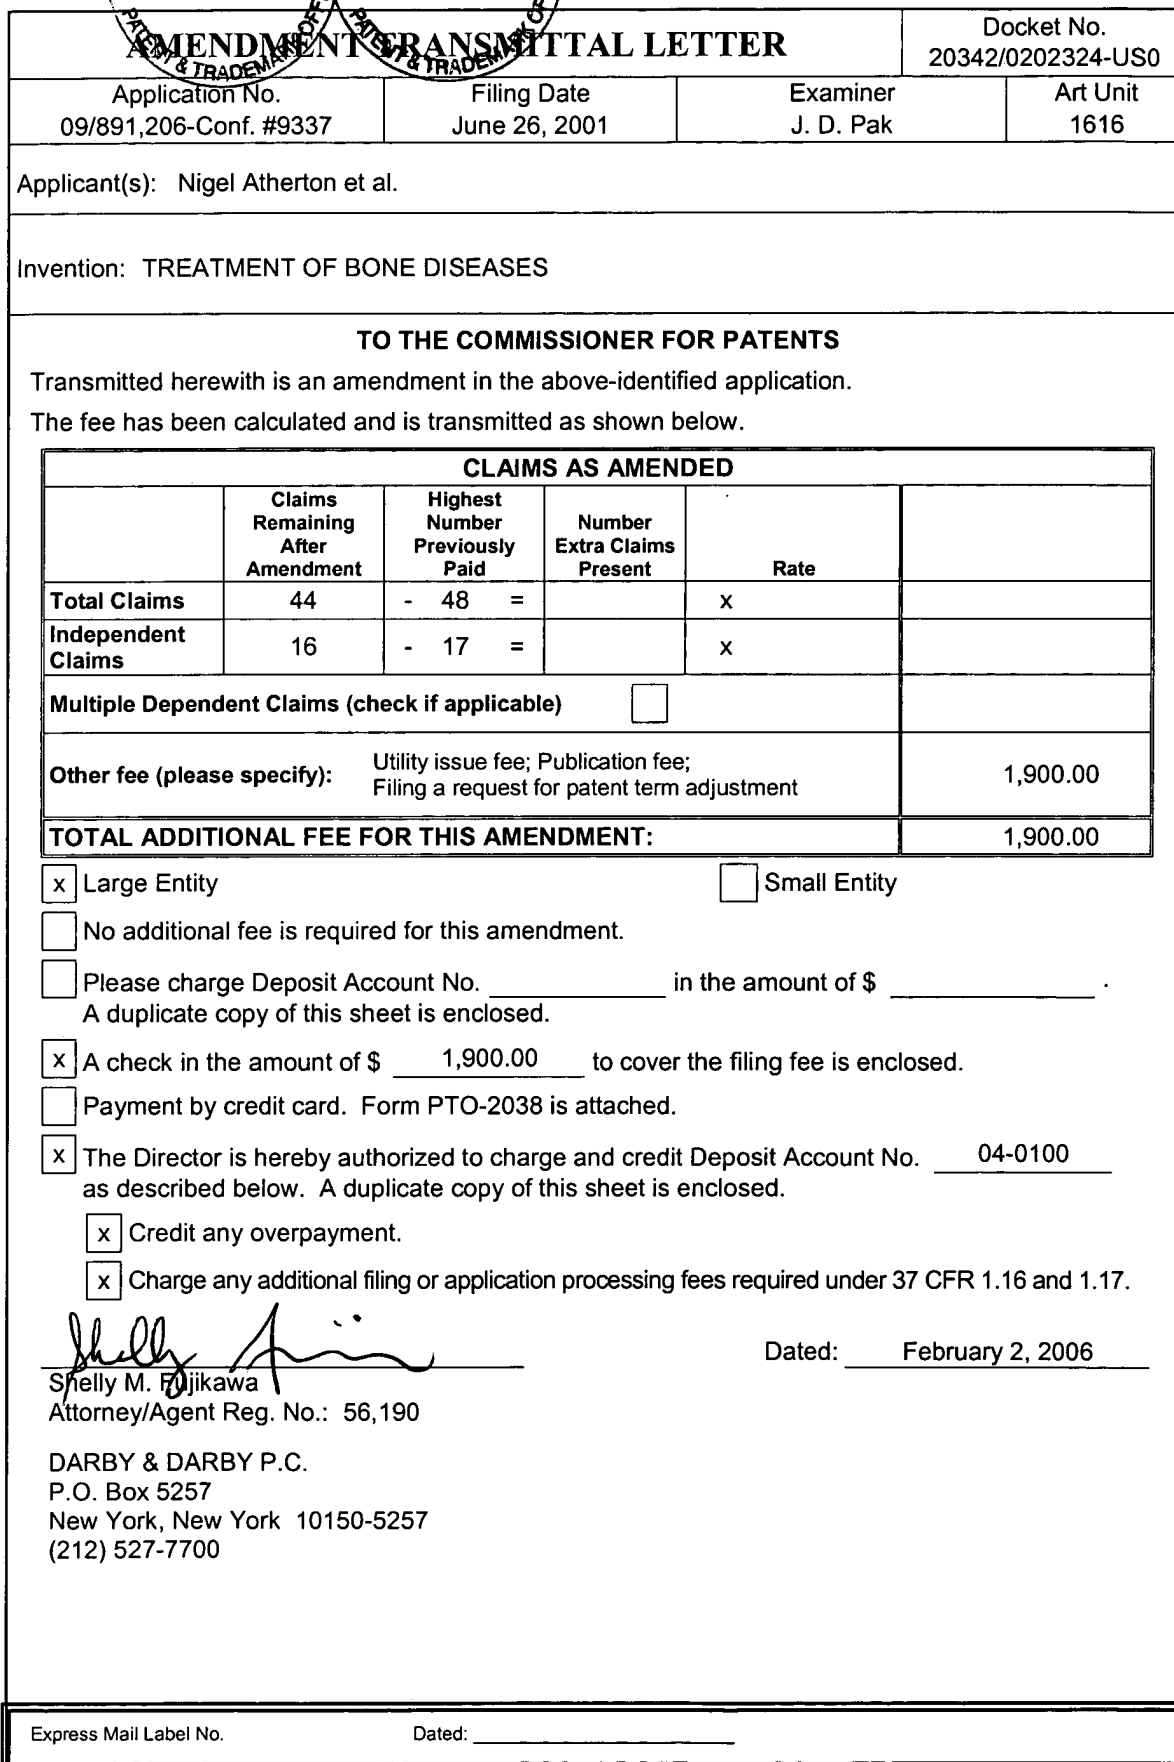 PATENT & TRADEMARK OFF
PATENT & TRADEMARK OF
AMENDMENT TRANSMITTAL LETTER
Docket No.
20342/0202324-US0
Application No.
09/891,206-Conf. #9337
Filing Date
June 26, 2001
Examiner
J. D. Pak
Art Unit
1616
Applicant(s): Nigel Atherton et al.
Invention: TREATMENT OF BONE DISEASES
TO THE COMMISSIONER FOR PATENTS
Transmitted herewith is an amendment in the above-identified application.
The fee has been calculated and is transmitted as shown below.
CLAIMS AS AMENDED
Claims
Remaining
After
Amendment
Highest
Number
Previously
Paid
Number
Extra Claims
Present
Rate
Total Claims 44 - 48 = x
Independent
Claims 16 - 17 = x
Multiple Dependent Claims (check if applicable)
Other fee (please specify): Utility issue fee; Publication fee;
Filing a request for patent term adjustment 1,900.00
TOTAL ADDITIONAL FEE FOR THIS AMENDMENT: 1,900.00
x Large Entity Small Entity
No additional fee is required for this amendment.
Please charge Deposit Account No. in the amount of $ .
A duplicate copy of this sheet is enclosed.
x A check in the amount of $ 1,900.00 to cover the filing fee is enclosed.
Payment by credit card. Form PTO-2038 is attached.
x The Director is hereby authorized to charge and credit Deposit Account No. 04-0100
as described below. A duplicate copy of this sheet is enclosed.
x Credit any overpayment.
x Charge any additional filing or application processing fees required under 37 CFR 1.16 and 1.17.
Dated: February 2, 2006
Shelly M. Fujikawa
Attorney/Agent Reg. No.: 56,190
DARBY & DARBY P.C.
P.O. Box 5257
New York, New York 10150-5257
(212) 527-7700
Express Mail Label No. Dated: